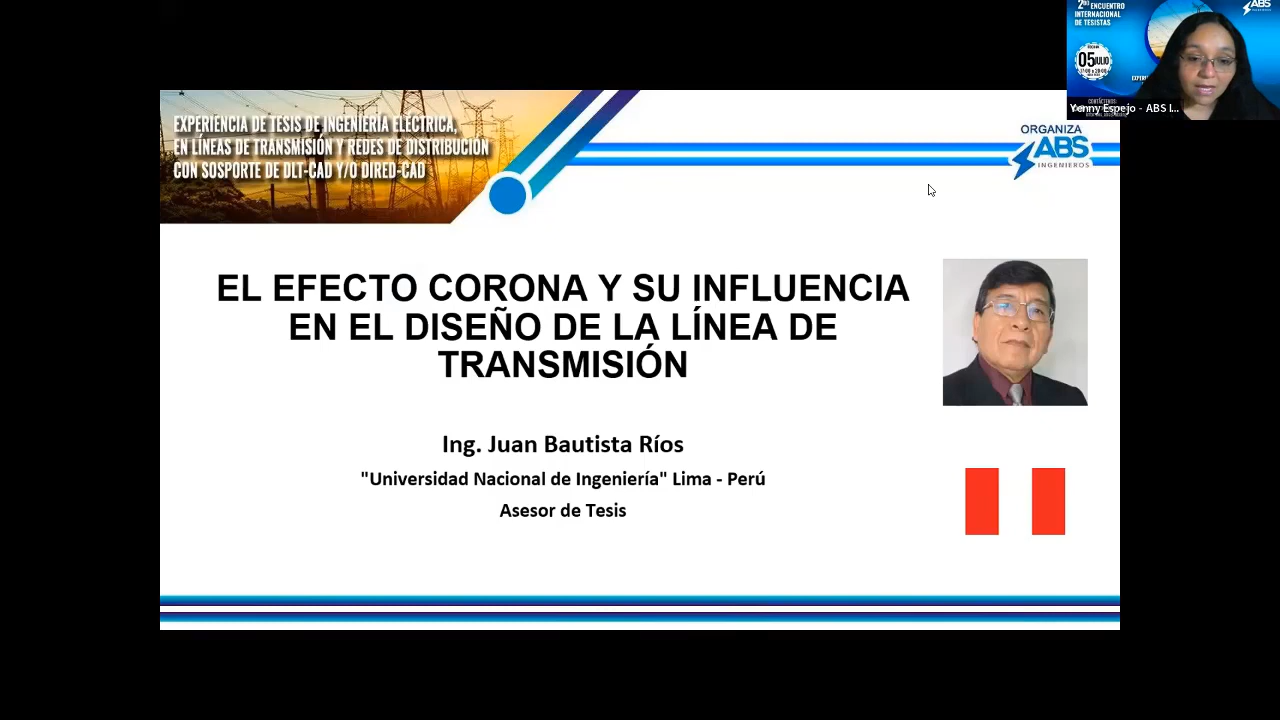 EXPERIENCIA DE TESIS DE INGENIERÍA ELÉCTRICA,
EN LÍNEAS DE TRANSMISIÓN Y REDES DE DISTRIBUCIÓN
CON SOSPORTE DE DLT-CAD Y/O DIRED-CAD
ORGANIZA
ABS
INGENIEROS
EL EFECTO CORONA Y SU INFLUENCIA
EN EL DISEÑO DE LA LÍNEA DE
TRANSMISIÓN
Ing. Juan Bautista Ríos
"Universidad Nacional de Ingeniería" Lima - Perú
Asesor de Tesis
ENCUENTRO
INTERNACIONAL
DE TESISTAS
ABS
05 JULIO
Yenny Espejo - ABS I...